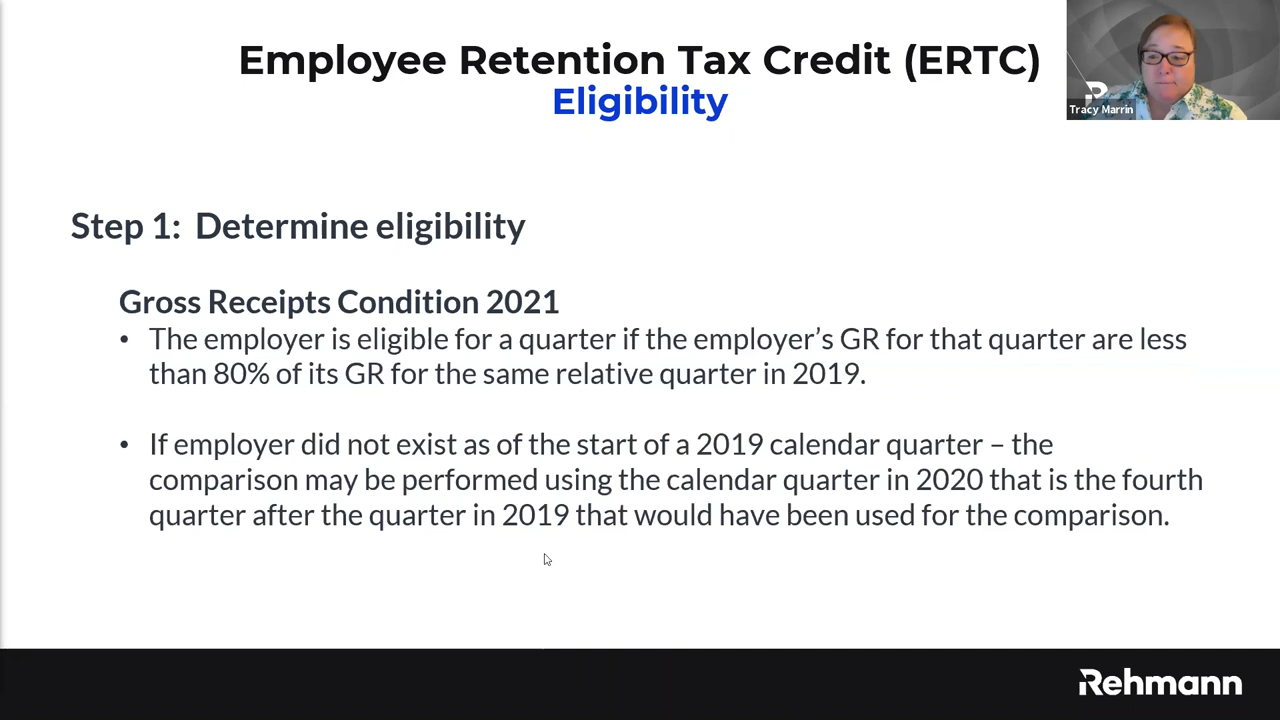 Employee Retention Tax Credit (ERTC)
Eligibility
Tracy Marrin
Step 1: Determine eligibility
Gross Receipts Condition 2021
• The employer is eligible for a quarter if the employer’s GR for that quarter are less
than 80% of its GR for the same relative quarter in 2019.
• If employer did not exist as of the start of a 2019 calendar quarter – the
comparison may be performed using the calendar quarter in 2020 that is the fourth
quarter after the quarter in 2019 that would have been used for the comparison.
Rehmann